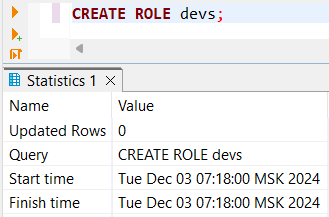 CREATE ROLE devs;
Statistics 1
Name Value
Updated Rows 0
Query CREATE ROLE devs
Start time Tue Dec 03 07:18:00 MSK 2024
Finish time Tue Dec 03 07:18:00 MSK 2024